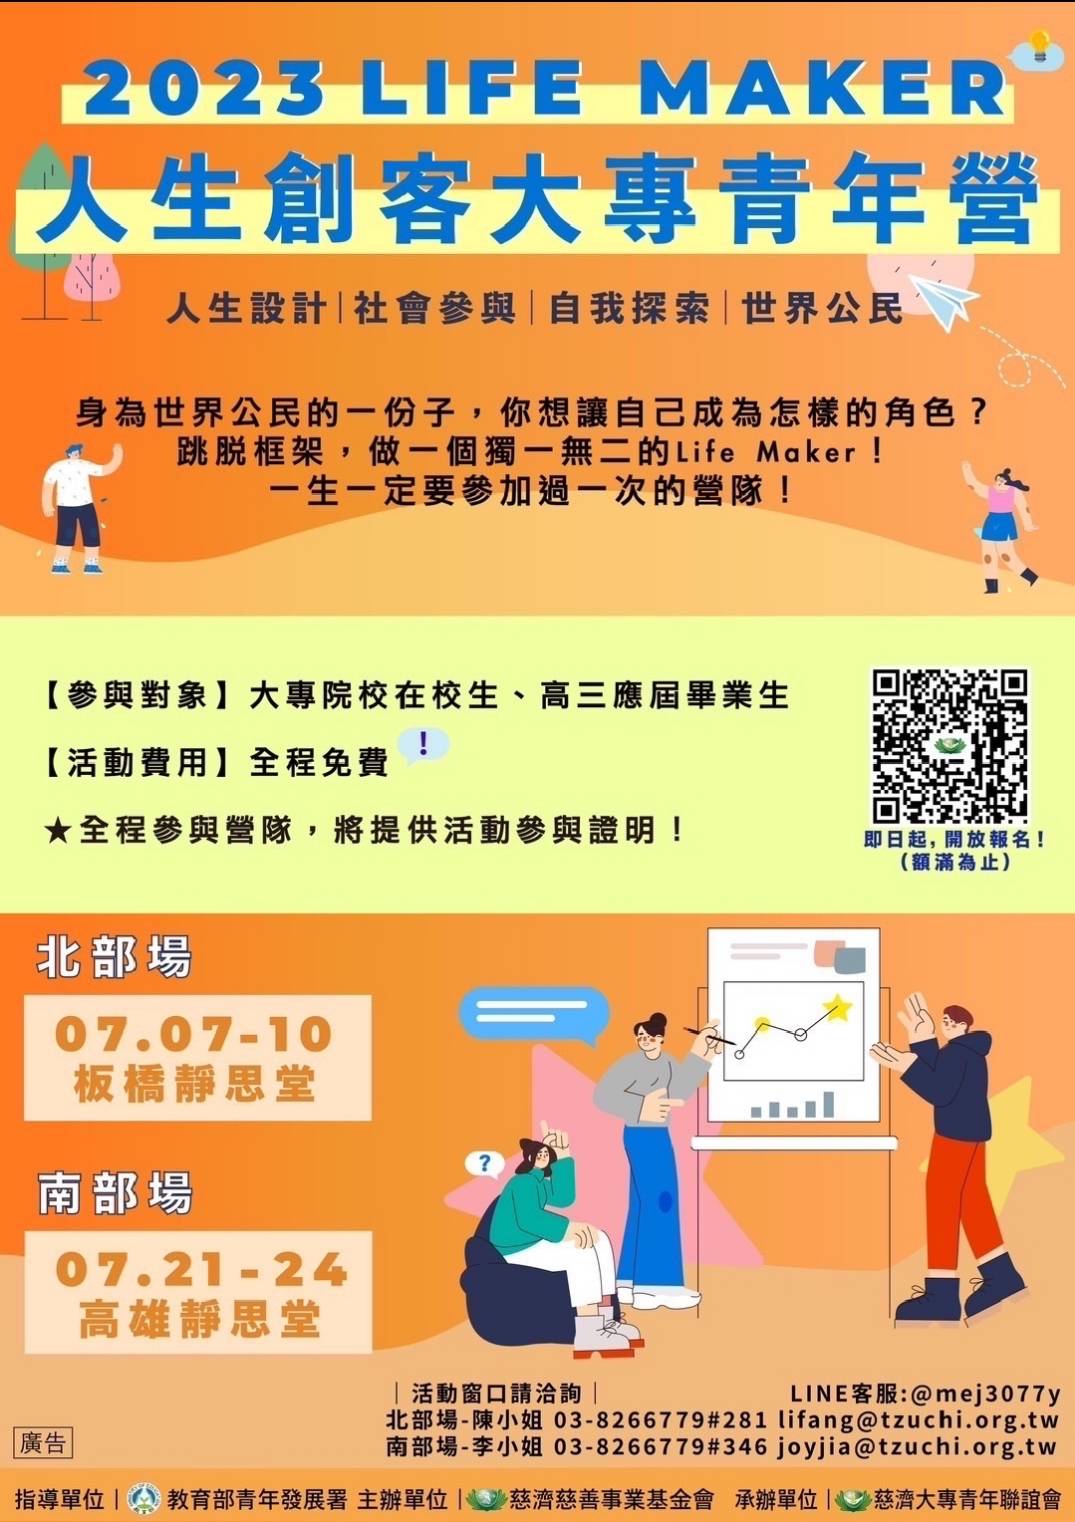 2023 LIFE MAKER
人生創客大專青年營
人生設計|社會參與|自我探索|世界公民
身為世界公民的一份子，你想讓自己成為怎樣的角色？
跳脫框架，做一個獨一無二的Life Maker！
一生一定要參加過一次的營隊！
【參與對象】大專院校在校生、高三應屆畢業生
【活動費用】全程免費
!
★全程參與營隊，將提供活動參與證明！
即日起，開放報名！
（額滿為止）
北部場
07.07-10
板橋靜思堂
南部場
07.21-24
高雄靜思堂
?
｜活動窗口請洽詢｜ LINE客服:@mej3077y
北部場-陳小姐 03-8266779#281 lifang@tzuchi.org.tw
南部場-李小姐 03-8266779#346 joyjia@tzuchi.org.tw
廣告
指導單位｜教育部青年發展署 主辦單位｜慈濟慈善事業基金會 承辦單位｜慈濟大專青年聯誼會